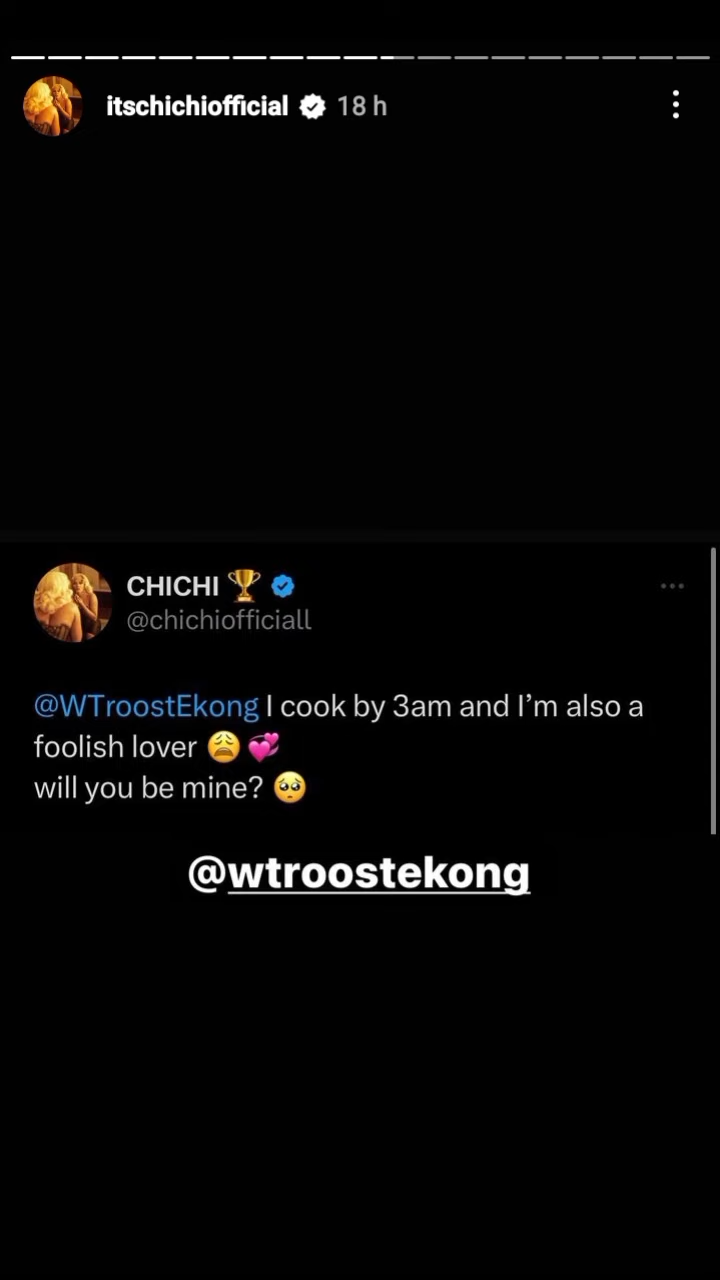 itschichiofficial 18 h
CHICHI 🏆
@chichiofficiall
@WTroostEkong I cook by 3am and I’m also a
foolish lover 😩💞
will you be mine? 🥺
@wtroostekong